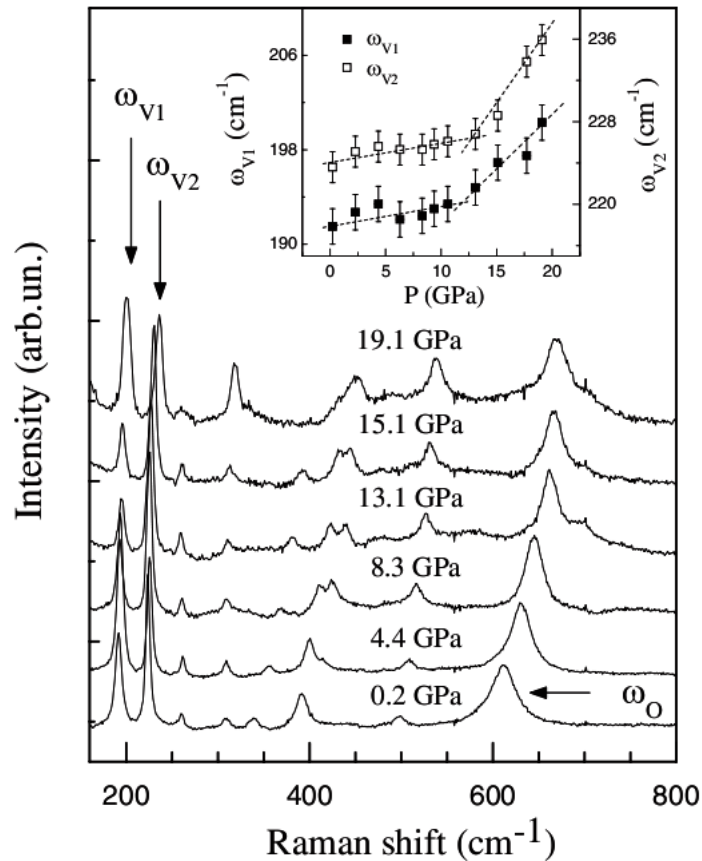 206
198
190
ω_V1 (cm⁻¹)
ω_V1
ω_V2
236
228
220
ω_V2 (cm⁻¹)
0 5 10 15 20
P (GPa)
ω_V1
ω_V2
19.1 GPa
15.1 GPa
13.1 GPa
8.3 GPa
4.4 GPa
0.2 GPa
ω_O
Intensity (arb.un.)
200 400 600 800
Raman shift (cm⁻¹)